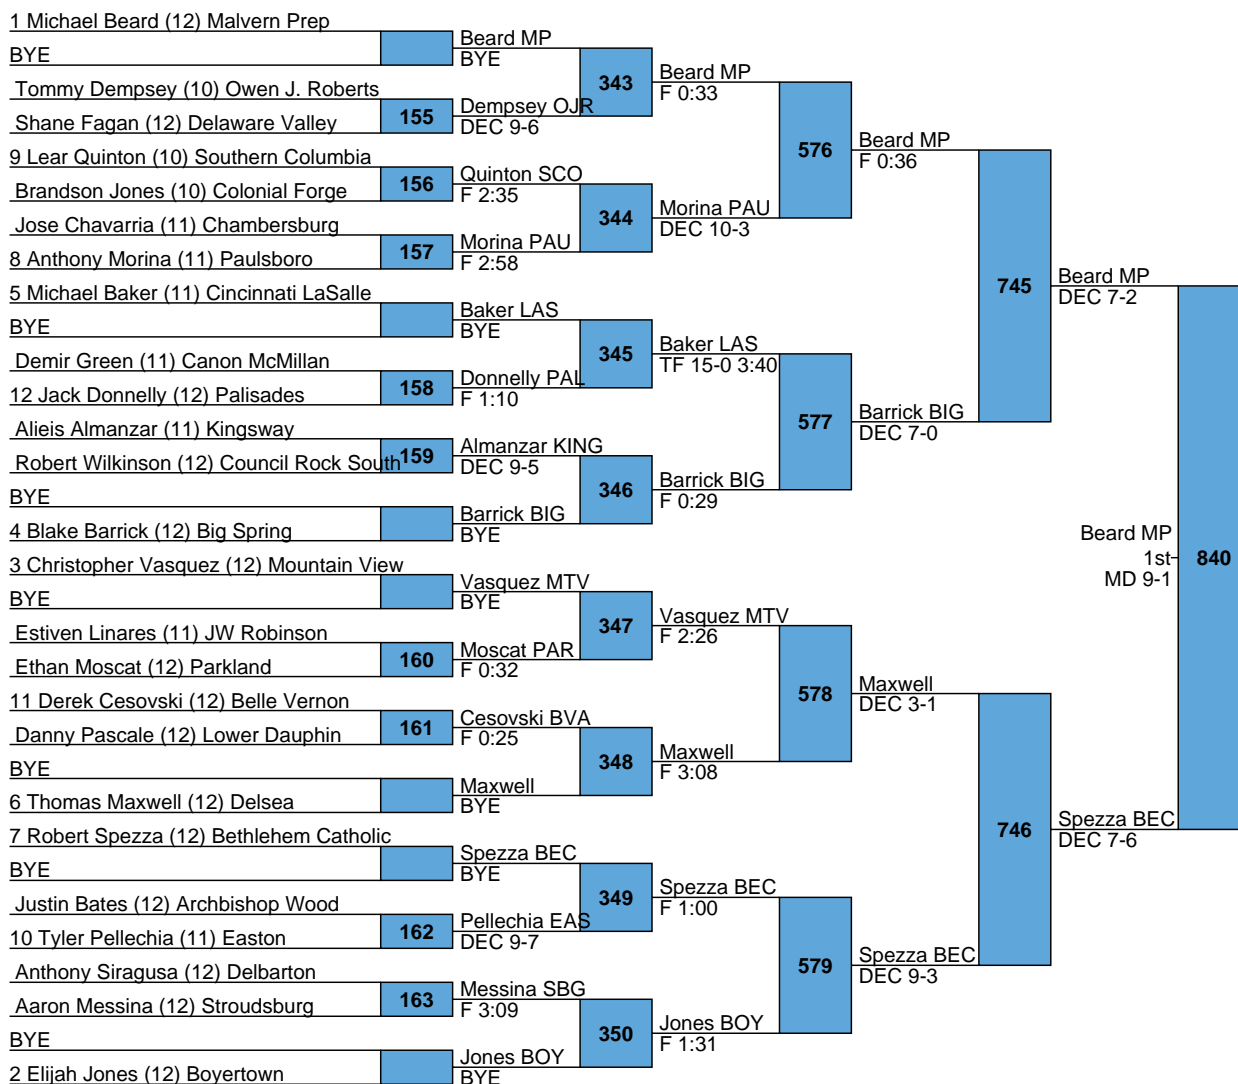 1 Michael Beard (12) Malvern Prep
BYE
Tommy Dempsey (10) Owen J. Roberts
Shane Fagan (12) Delaware Valley
9 Lear Quinton (10) Southern Columbia
Brandson Jones (10) Colonial Forge
Jose Chavarria (11) Chambersburg
8 Anthony Morina (11) Paulsboro
5 Michael Baker (11) Cincinnati LaSalle
BYE
Demir Green (11) Canon McMillan
12 Jack Donnelly (12) Palisades
Alieis Almanzar (11) Kingsway
Robert Wilkinson (12) Council Rock South
BYE
4 Blake Barrick (12) Big Spring
3 Christopher Vasquez (12) Mountain View
BYE
Estiven Linares (11) JW Robinson
Ethan Moscat (12) Parkland
11 Derek Cesovski (12) Belle Vernon
Danny Pascale (12) Lower Dauphin
BYE
6 Thomas Maxwell (12) Delsea
7 Robert Spezza (12) Bethlehem Catholic
BYE
Justin Bates (12) Archbishop Wood
10 Tyler Pellechia (11) Easton
Anthony Siragusa (12) Delbarton
Aaron Messina (12) Stroudsburg
BYE
2 Elijah Jones (12) Boyertown
155
156
157
158
159
160
161
162
163
Beard MP
BYE
Dempsey OJR
DEC 9-6
Quinton SCO
F 2:35
Morina PAU
F 2:58
Baker LAS
BYE
Donnelly PAL
F 1:10
Almanzar KING
DEC 9-5
Barrick BIG
BYE
Vasquez MTV
BYE
Moscat PAR
F 0:32
Cesovski BVA
F 0:25
Maxwell
BYE
Spezza BEC
BYE
Pellechia EAS
DEC 9-7
Messina SBG
F 3:09
Jones BOY
BYE
343
344
345
346
347
348
349
350
Beard MP
F 0:33
Morina PAU
DEC 10-3
Baker LAS
TF 15-0 3:40
Barrick BIG
F 0:29
Vasquez MTV
F 2:26
Maxwell
F 3:08
Spezza BEC
F 1:00
Jones BOY
F 1:31
576
577
578
579
Beard MP
F 0:36
Barrick BIG
DEC 7-0
Maxwell
DEC 3-1
Spezza BEC
DEC 9-3
745
746
Beard MP
DEC 7-2
Spezza BEC
DEC 7-6
Beard MP
1st
MD 9-1
840